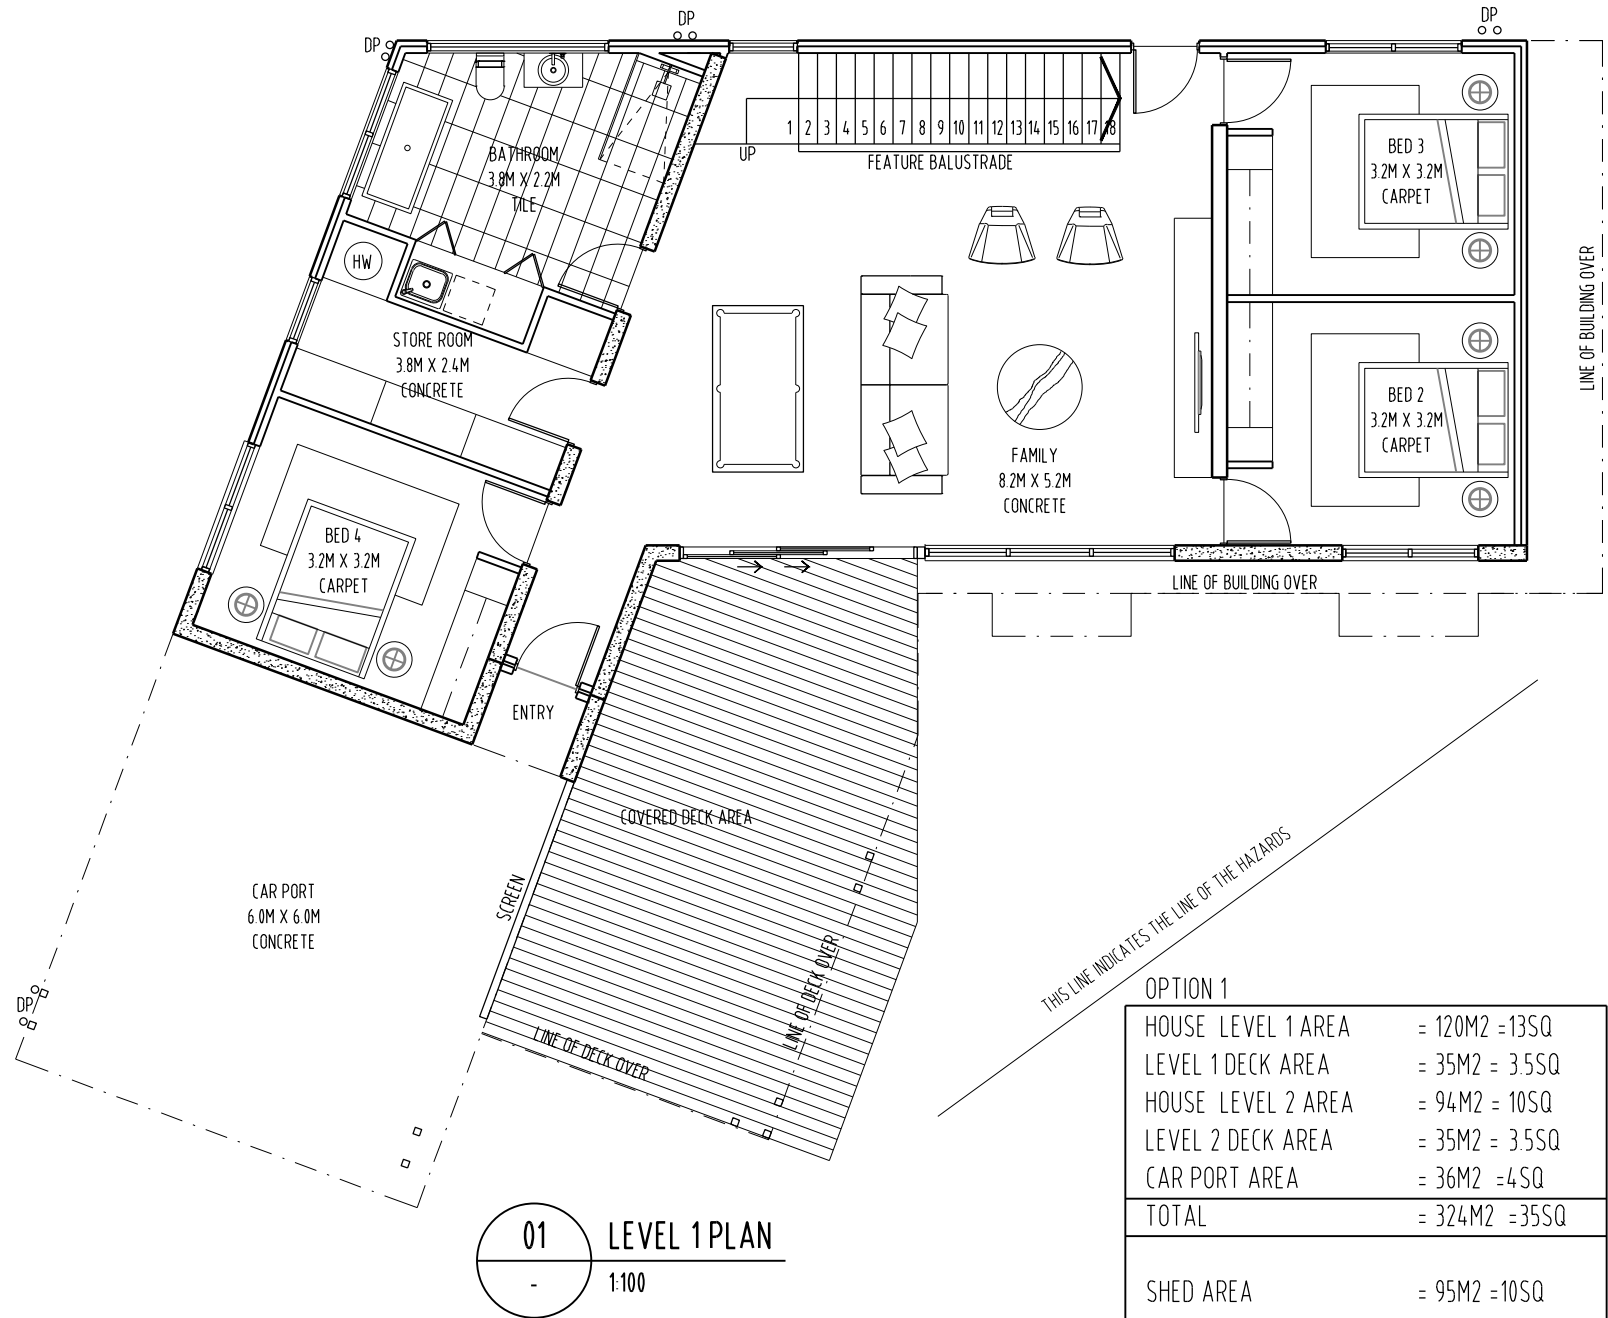 DP
DP
DP
BATHROOM
3.8M X 2.2M
TILE
1 2 3 4 5 6 7 8 9 10 11 12 13 14 15 16 17 18
UP
FEATURE BALUSTRADE
BED 3
3.2M X 3.2M
CARPET
HW
LINE OF BUILDING OVER
STORE ROOM
3.8M X 2.4M
CONCRETE
BED 2
3.2M X 3.2M
CARPET
FAMILY
8.2M X 5.2M
CONCRETE
BED 4
3.2M X 3.2M
CARPET
LINE OF BUILDING OVER
ENTRY
COVERED DECK AREA
SCREEN
CAR PORT
6.0M X 6.0M
CONCRETE
LINE OF DECK OVER
THIS LINE INDICATES THE LINE OF THE HAZARDS
DP
LINE OF DECK OVER
OPTION 1
HOUSE LEVEL 1 AREA = 120M2 =13SQ
LEVEL 1 DECK AREA = 35M2 = 3.5SQ
HOUSE LEVEL 2 AREA = 94M2 = 10SQ
LEVEL 2 DECK AREA = 35M2 = 3.5SQ
CAR PORT AREA = 36M2 =4SQ
TOTAL = 324M2 =35SQ
SHED AREA = 95M2 =10SQ
01 LEVEL 1 PLAN
- 1:100